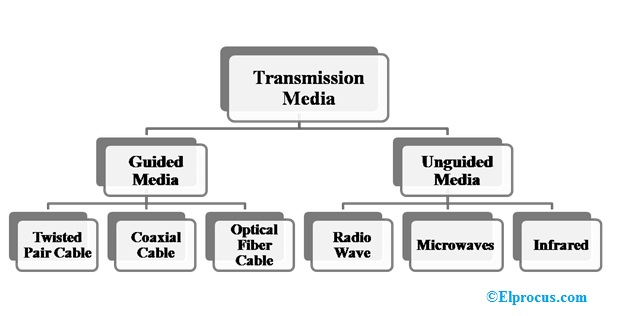 Transmission
Media
Guided
Media
Unguided
Media
Twisted
Pair Cable
Coaxial
Cable
Optical
Fiber
Cable
Radio
Wave
Microwaves
Infrared
©Elprocus.com